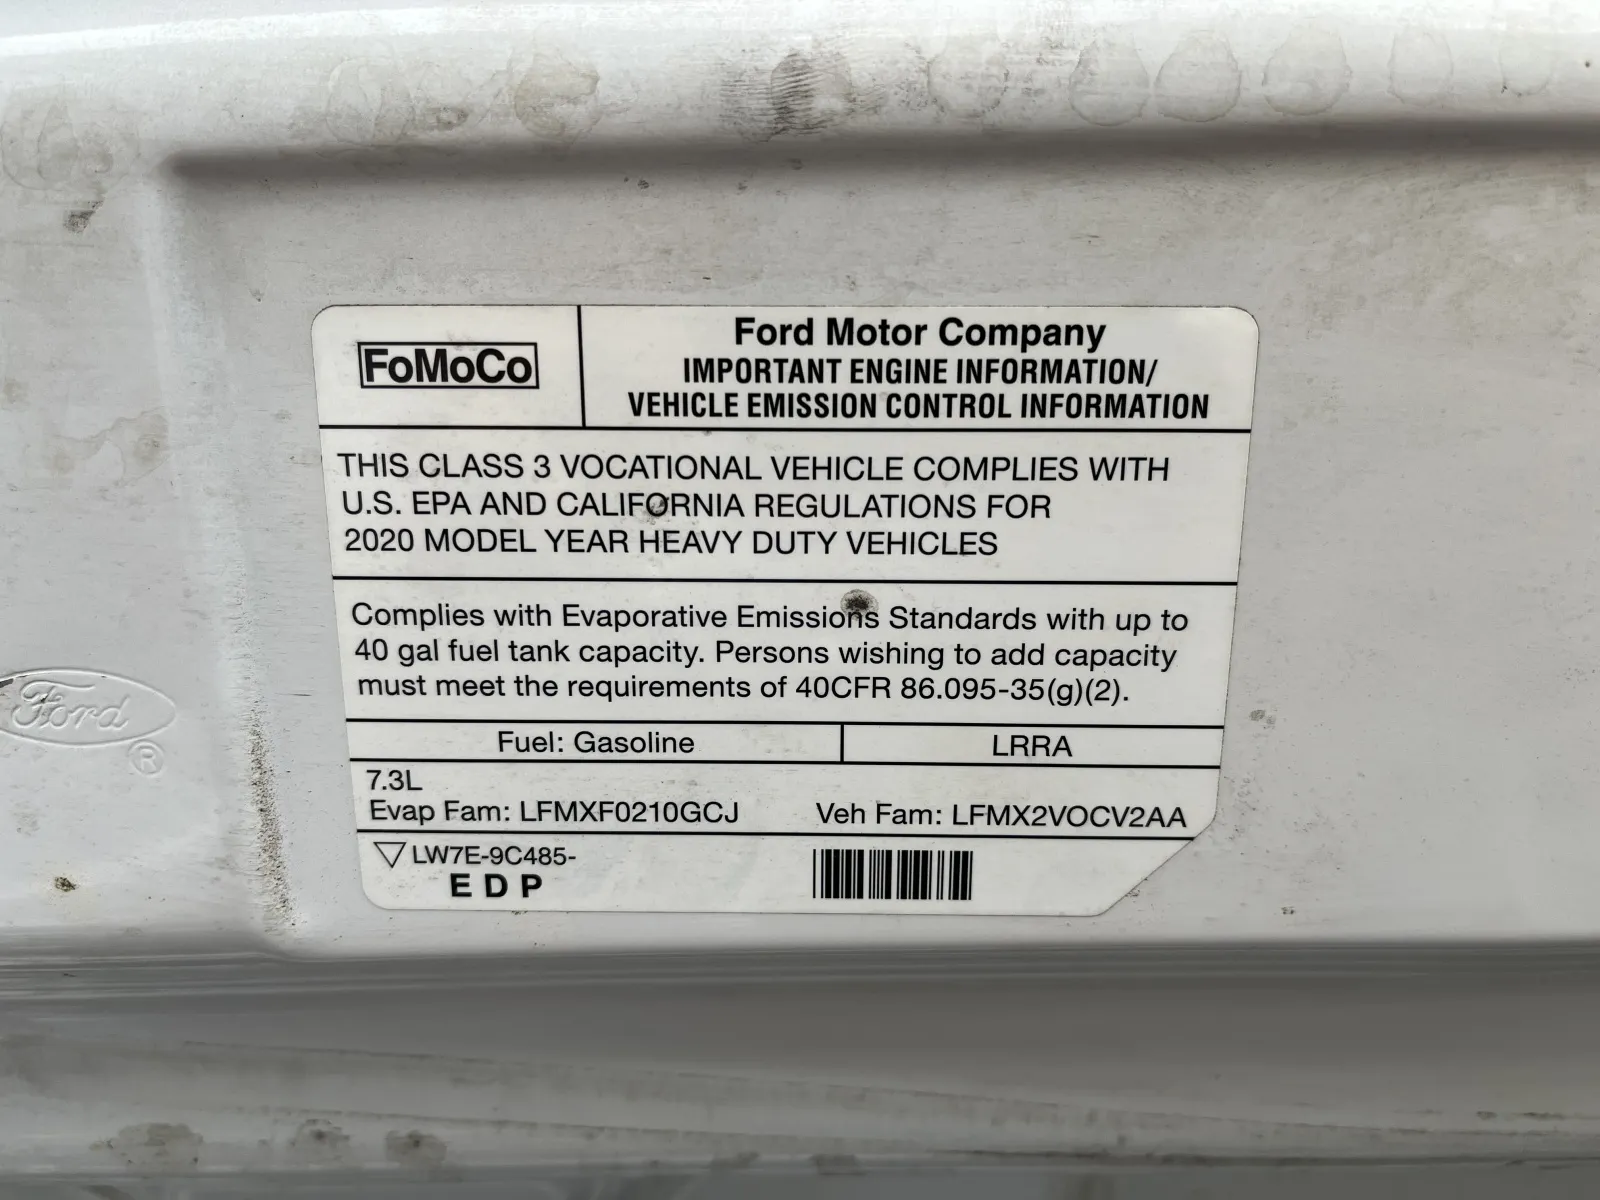 FoMoCo
Ford Motor Company
IMPORTANT ENGINE INFORMATION/
VEHICLE EMISSION CONTROL INFORMATION
THIS CLASS 3 VOCATIONAL VEHICLE COMPLIES WITH
U.S. EPA AND CALIFORNIA REGULATIONS FOR
2020 MODEL YEAR HEAVY DUTY VEHICLES
Complies with Evaporative Emissions Standards with up to
40 gal fuel tank capacity. Persons wishing to add capacity
must meet the requirements of 40CFR 86.095-35(g)(2).
Fuel: Gasoline LRRA
7.3L
Evap Fam: LFMXF0210GCJ Veh Fam: LFMX2VOCV2AA
LW7E-9C485-
E D P
Ford
®